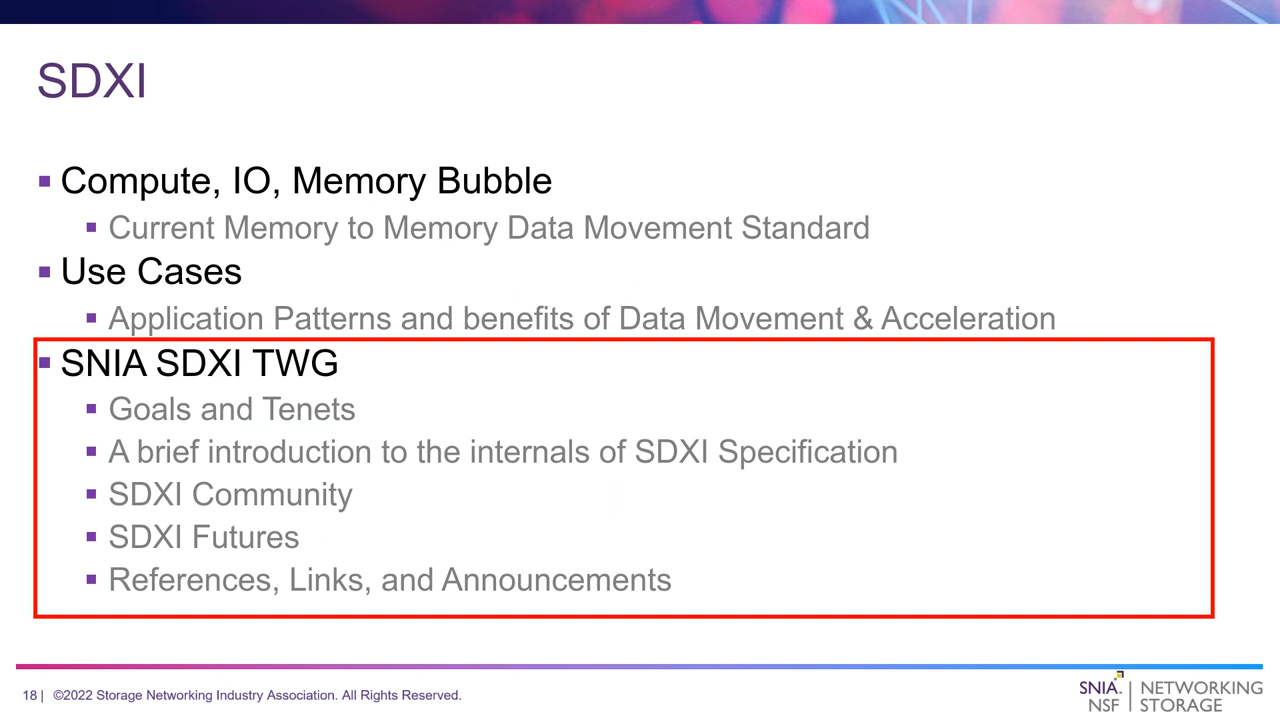 SDXI
▪ Compute, IO, Memory Bubble
▪ Current Memory to Memory Data Movement Standard
▪ Use Cases
▪ Application Patterns and benefits of Data Movement & Acceleration
▪ SNIA SDXI TWG
▪ Goals and Tenets
▪ A brief introduction to the internals of SDXI Specification
▪ SDXI Community
▪ SDXI Futures
▪ References, Links, and Announcements
18 | ©2022 Storage Networking Industry Association. All Rights Reserved.
SNIA. | NETWORKING
NSF | STORAGE